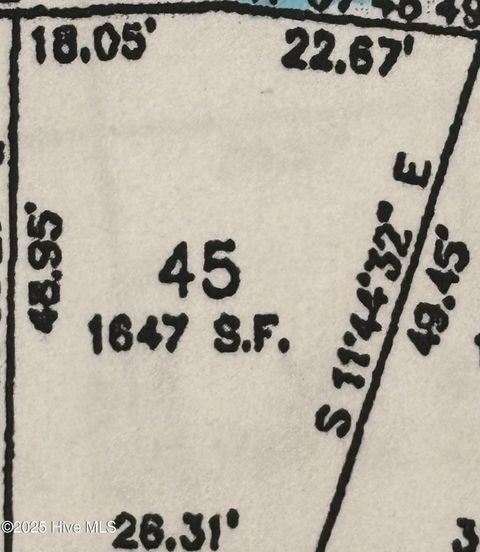 18.05'
22.67'
S 11°44'32" E
49.45'
48.95'
45
1647 S.F.
26.31'
©2025 Hive MLS